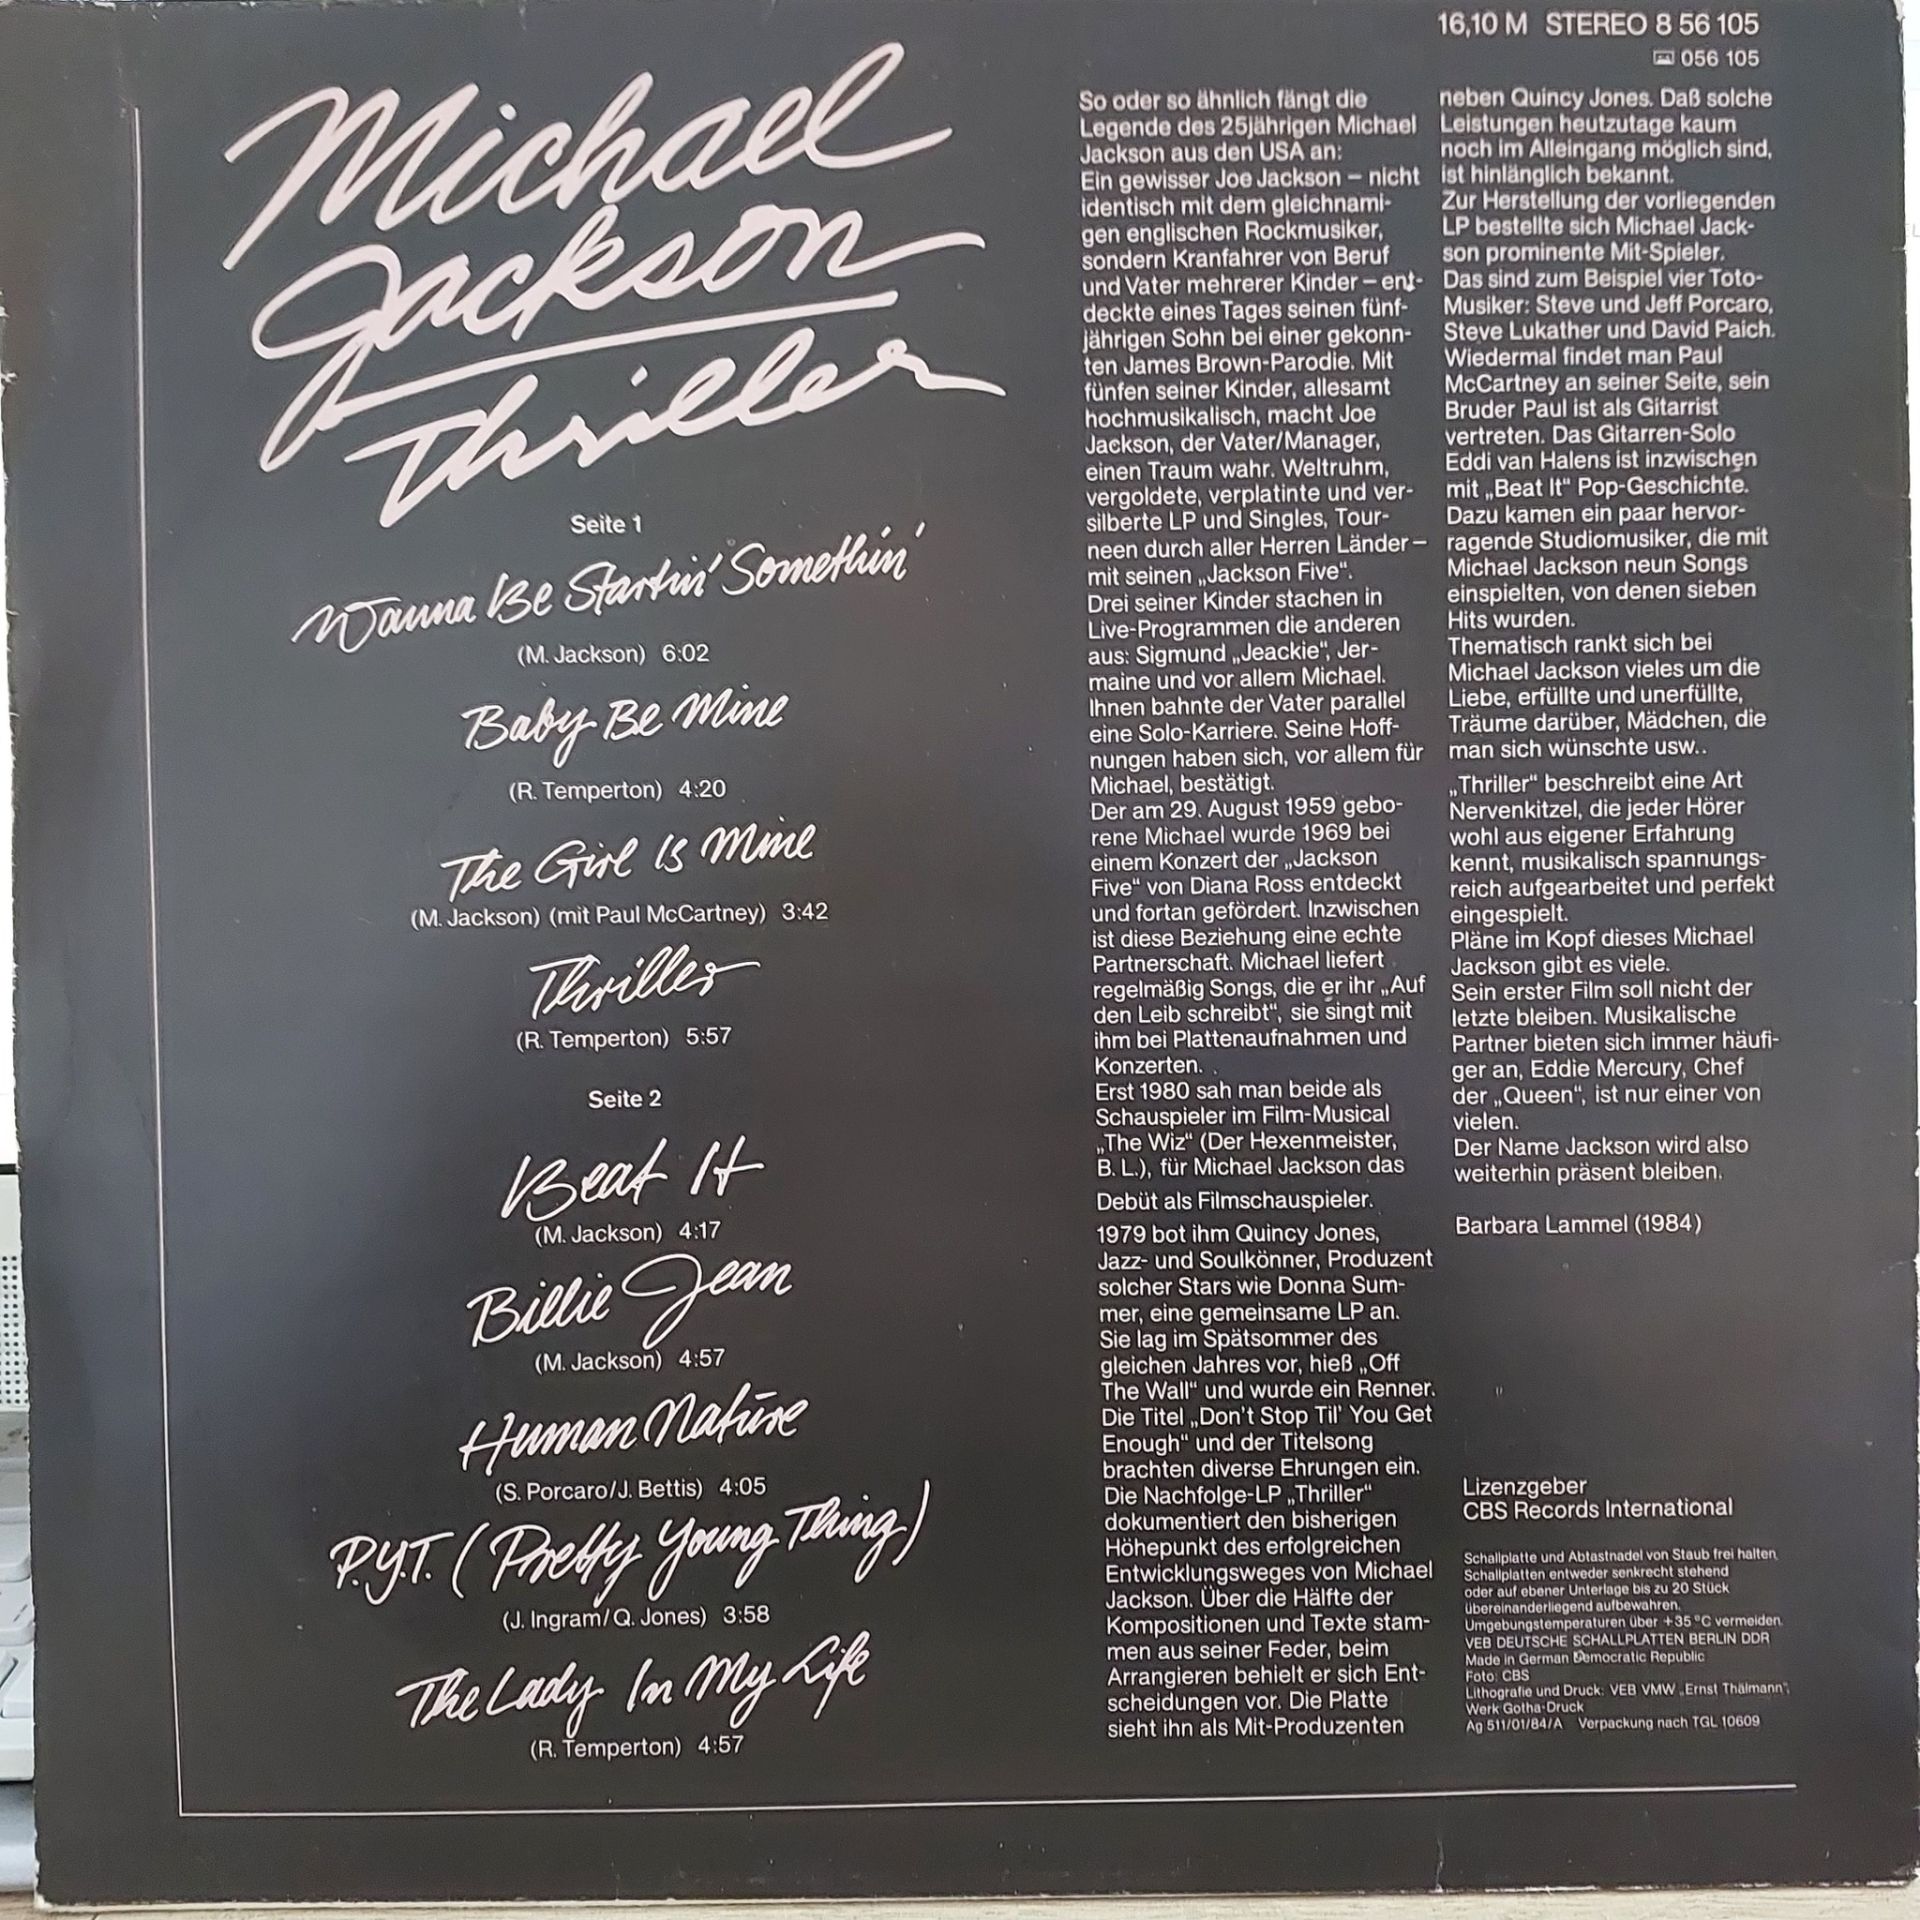 16,10 M STEREO 8 56 105
056 105
Michael
Jackson
Thriller
Seite 1
Wanna Be Startin' Somethin'
(M. Jackson) 6:02
Baby Be Mine
(R. Temperton) 4:20
The Girl Is Mine
(M. Jackson) (mit Paul McCartney) 3:42
Thriller
(R. Temperton) 5:57
Seite 2
Beat It
(M. Jackson) 4:17
Billie Jean
(M. Jackson) 4:57
Human Nature
(S. Porcaro/J. Bettis) 4:05
P.Y.T. (Pretty Young Thing)
(J. Ingram/Q. Jones) 3:58
The Lady In My Life
(R. Temperton) 4:57
So oder so ähnlich fängt die
Legende des 25jährigen Michael
Jackson aus den USA an:
Ein gewisser Joe Jackson – nicht
identisch mit dem gleichnami-
gen englischen Rockmusiker,
sondern Kranfahrer von Beruf
und Vater mehrerer Kinder – ent-
deckte eines Tages seinen fünf-
jährigen Sohn bei einer gekonn-
ten James Brown-Parodie. Mit
fünfen seiner Kinder, allesamt
hochmusikalisch, macht Joe
Jackson, der Vater/Manager,
einen Traum wahr. Weltruhm,
vergoldete, verplatinte und ver-
silberte LP und Singles, Tour-
neen durch aller Herren Länder –
mit seinen „Jackson Five“.
Drei seiner Kinder stachen in
Live-Programmen die anderen
aus: Sigmund „Jeackie“, Jer-
maine und vor allem Michael.
Ihnen bahnte der Vater parallel
eine Solo-Karriere. Seine Hoff-
nungen haben sich, vor allem für
Michael, bestätigt.
Der am 29. August 1959 gebo-
rene Michael wurde 1969 bei
einem Konzert der „Jackson
Five“ von Diana Ross entdeckt
und fortan gefördert. Inzwischen
ist diese Beziehung eine echte
Partnerschaft. Michael liefert
regelmäßig Songs, die er ihr „Auf
den Leib schreibt“, sie singt mit
ihm bei Plattenaufnahmen und
Konzerten.
Erst 1980 sah man beide als
Schauspieler im Film-Musical
„The Wiz“ (Der Hexenmeister,
B. L.), für Michael Jackson das
Debüt als Filmschauspieler.
1979 bot ihm Quincy Jones,
Jazz- und Soulkönner, Produzent
solcher Stars wie Donna Sum-
mer, eine gemeinsame LP an.
Sie lag im Spätsommer des
gleichen Jahres vor, hieß „Off
The Wall“ und wurde ein Renner.
Die Titel „Don't Stop Til' You Get
Enough“ und der Titelsong
brachten diverse Ehrungen ein.
Die Nachfolge-LP „Thriller“
dokumentiert den bisherigen
Höhepunkt des erfolgreichen
Entwicklungsweges von Michael
Jackson. Über die Hälfte der
Kompositionen und Texte stam-
men aus seiner Feder, beim
Arrangieren behielt er sich Ent-
scheidungen vor. Die Platte
sieht ihn als Mit-Produzenten
neben Quincy Jones. Daß solche
Leistungen heutzutage kaum
noch im Alleingang möglich sind,
ist hinlänglich bekannt.
Zur Herstellung der vorliegenden
LP bestellte sich Michael Jack-
son prominente Mit-Spieler.
Das sind zum Beispiel vier Toto-
Musiker: Steve und Jeff Porcaro,
Steve Lukather und David Paich.
Wiedermal findet man Paul
McCartney an seiner Seite, sein
Bruder Paul ist als Gitarrist
vertreten. Das Gitarren-Solo
Eddi van Halens ist inzwischen
mit „Beat It“ Pop-Geschichte.
Dazu kamen ein paar hervor-
ragende Studiomusiker, die mit
Michael Jackson neun Songs
einspielten, von denen sieben
Hits wurden.
Thematisch rankt sich bei
Michael Jackson vieles um die
Liebe, erfüllte und unerfüllte,
Träume darüber, Mädchen, die
man sich wünschte usw..
„Thriller“ beschreibt eine Art
Nervenkitzel, die jeder Hörer
wohl aus eigener Erfahrung
kennt, musikalisch spannungs-
reich aufgearbeitet und perfekt
eingespielt.
Pläne im Kopf dieses Michael
Jackson gibt es viele.
Sein erster Film soll nicht der
letzte bleiben. Musikalische
Partner bieten sich immer häufi-
ger an, Eddie Mercury, Chef
der „Queen“, ist nur einer von
vielen.
Der Name Jackson wird also
weiterhin präsent bleiben.
Barbara Lammel (1984)
Lizenzgeber
CBS Records International
Schallplatte und Abtastnadel von Staub frei halten.
Schallplatten entweder senkrecht stehend
oder auf ebener Unterlage bis zu 20 Stück
übereinanderliegend aufbewahren.
Umgebungstemperaturen über +35 °C vermeiden.
VEB DEUTSCHE SCHALLPLATTEN BERLIN DDR
Made in German Democratic Republic
Foto: CBS
Lithografie und Druck: VEB VMW „Ernst Thälmann“,
Werk Gotha-Druck
Ag 511/01/84/A Verpackung nach TGL 10609